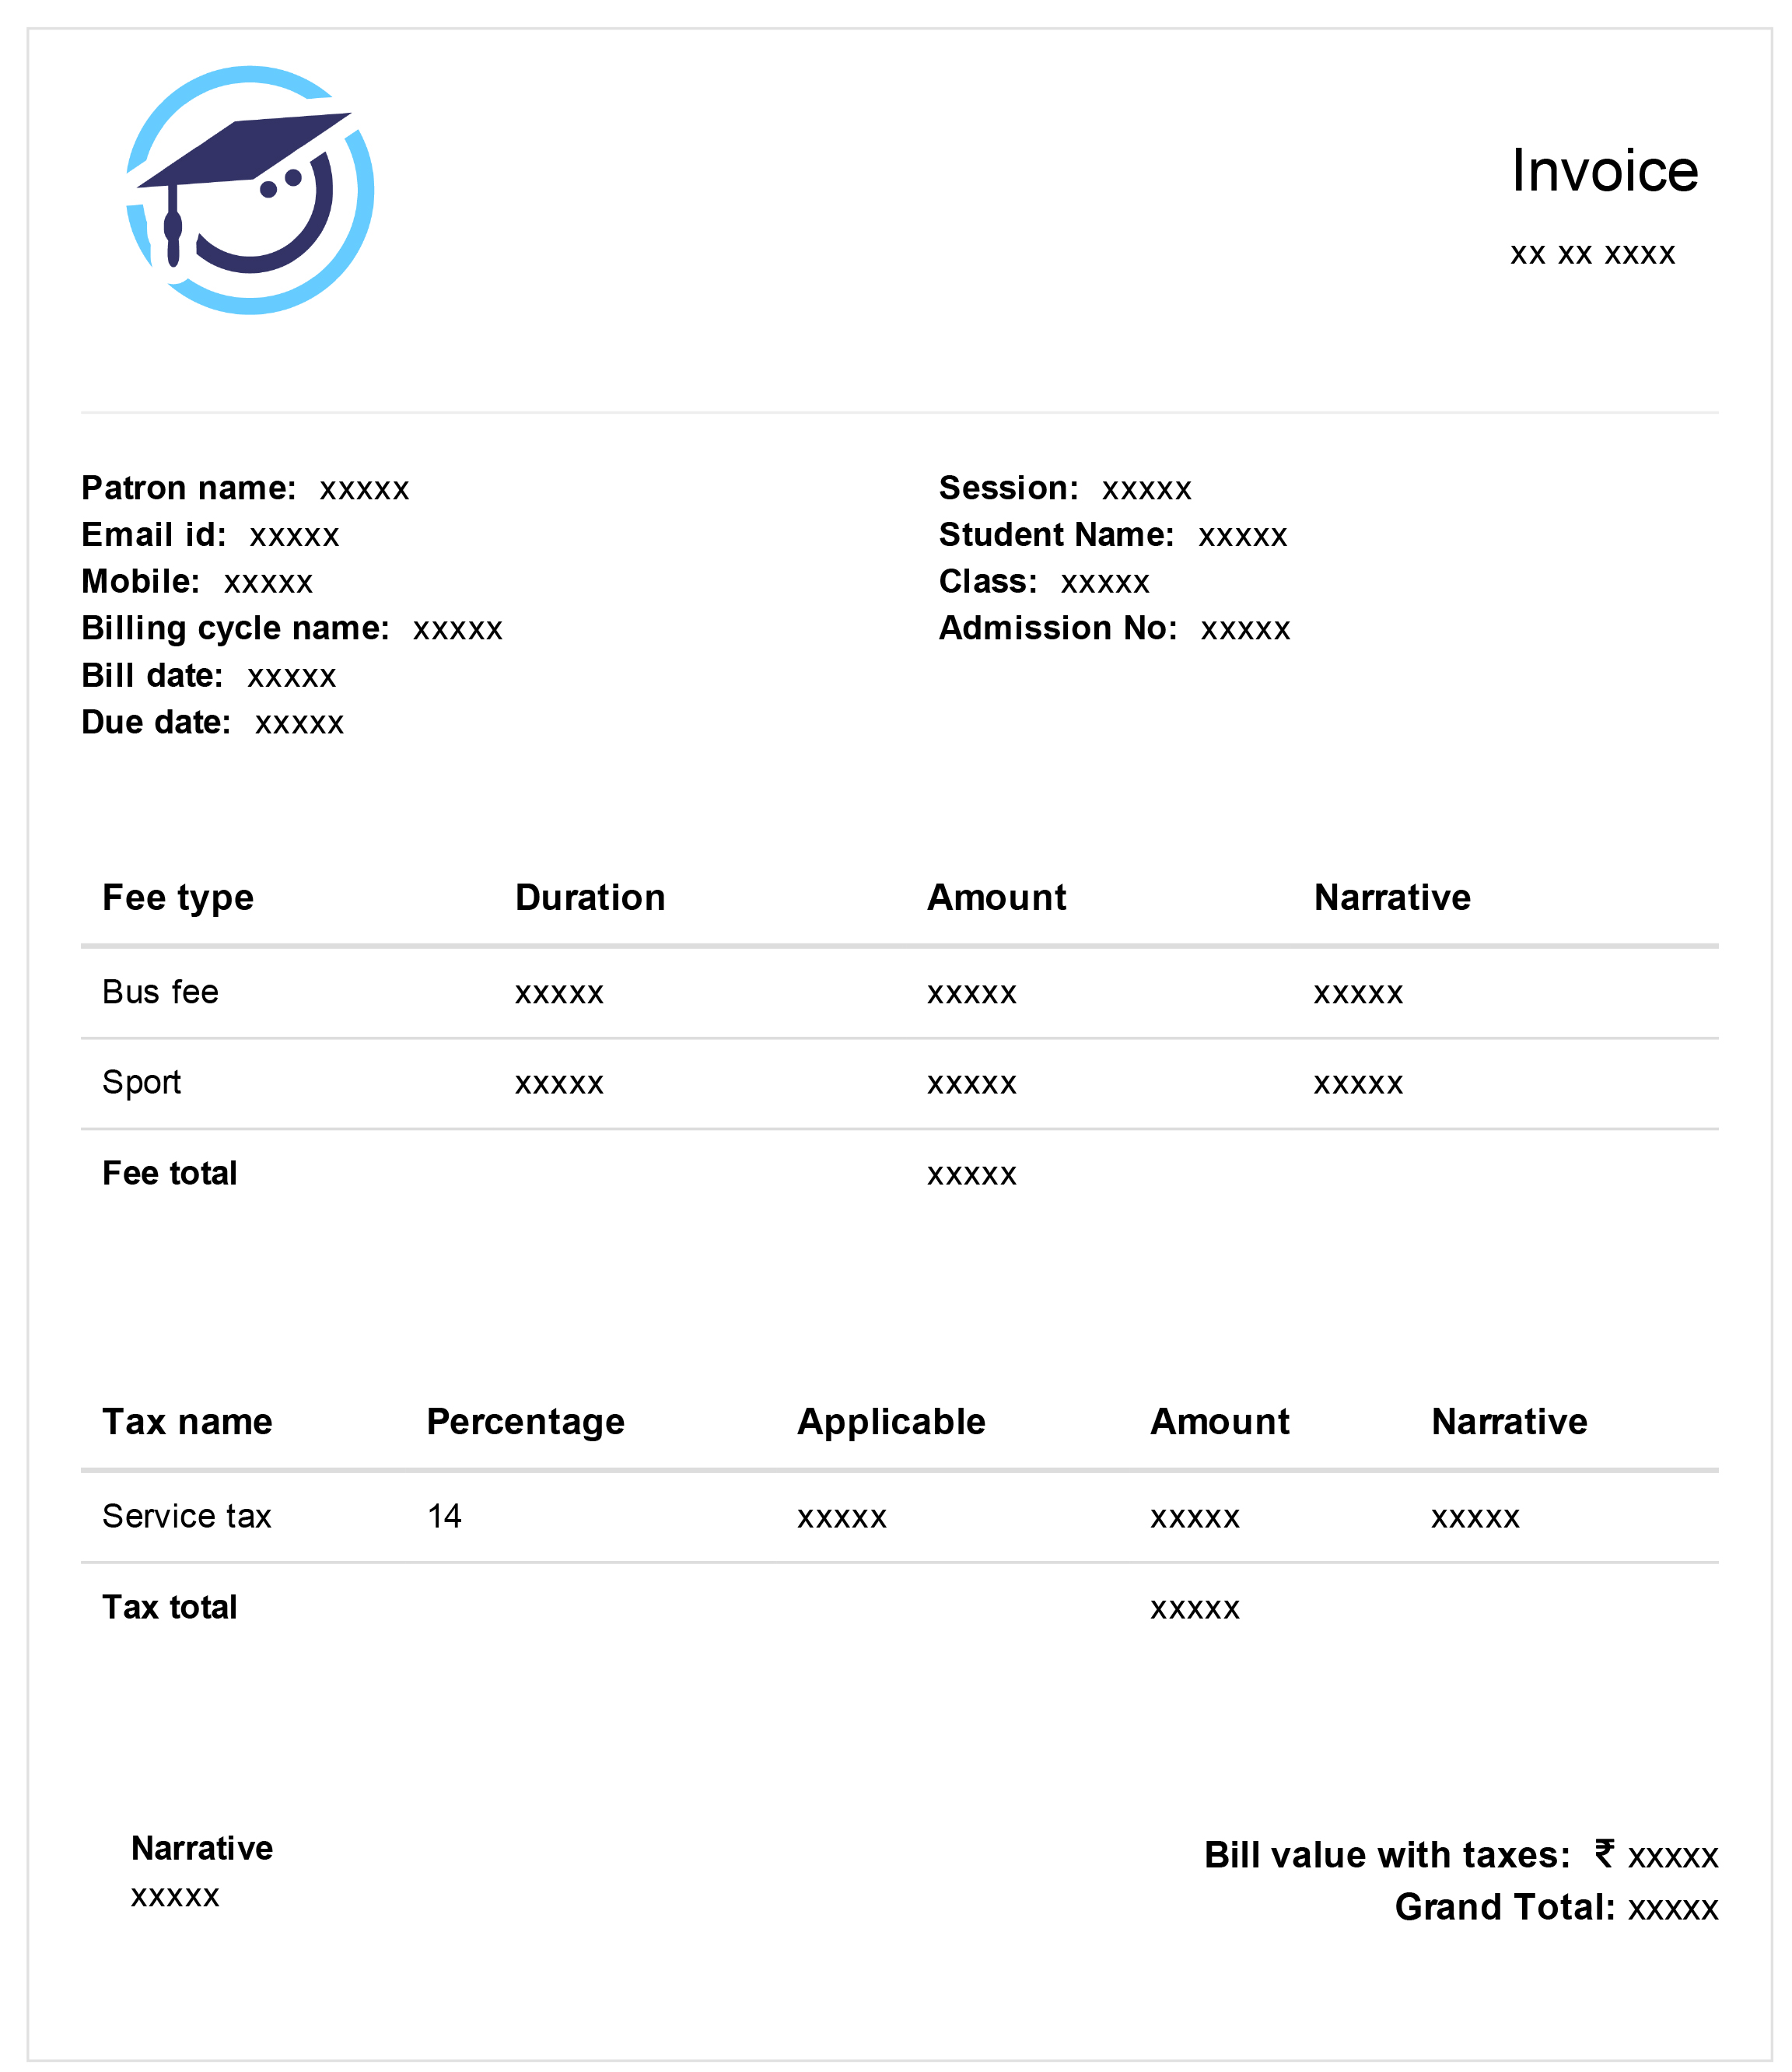 Invoice
xx xx xxxx
Patron name: xxxxx
Email id: xxxxx
Mobile: xxxxx
Billing cycle name: xxxxx
Bill date: xxxxx
Due date: xxxxx
Session: xxxxx
Student Name: xxxxx
Class: xxxxx
Admission No: xxxxx
Fee type Duration Amount Narrative
Bus fee xxxxx xxxxx xxxxx
Sport xxxxx xxxxx xxxxx
Fee total xxxxx
Tax name Percentage Applicable Amount Narrative
Service tax 14 xxxxx xxxxx xxxxx
Tax total xxxxx
Narrative
xxxxx
Bill value with taxes: ₹ xxxxx
Grand Total: xxxxx